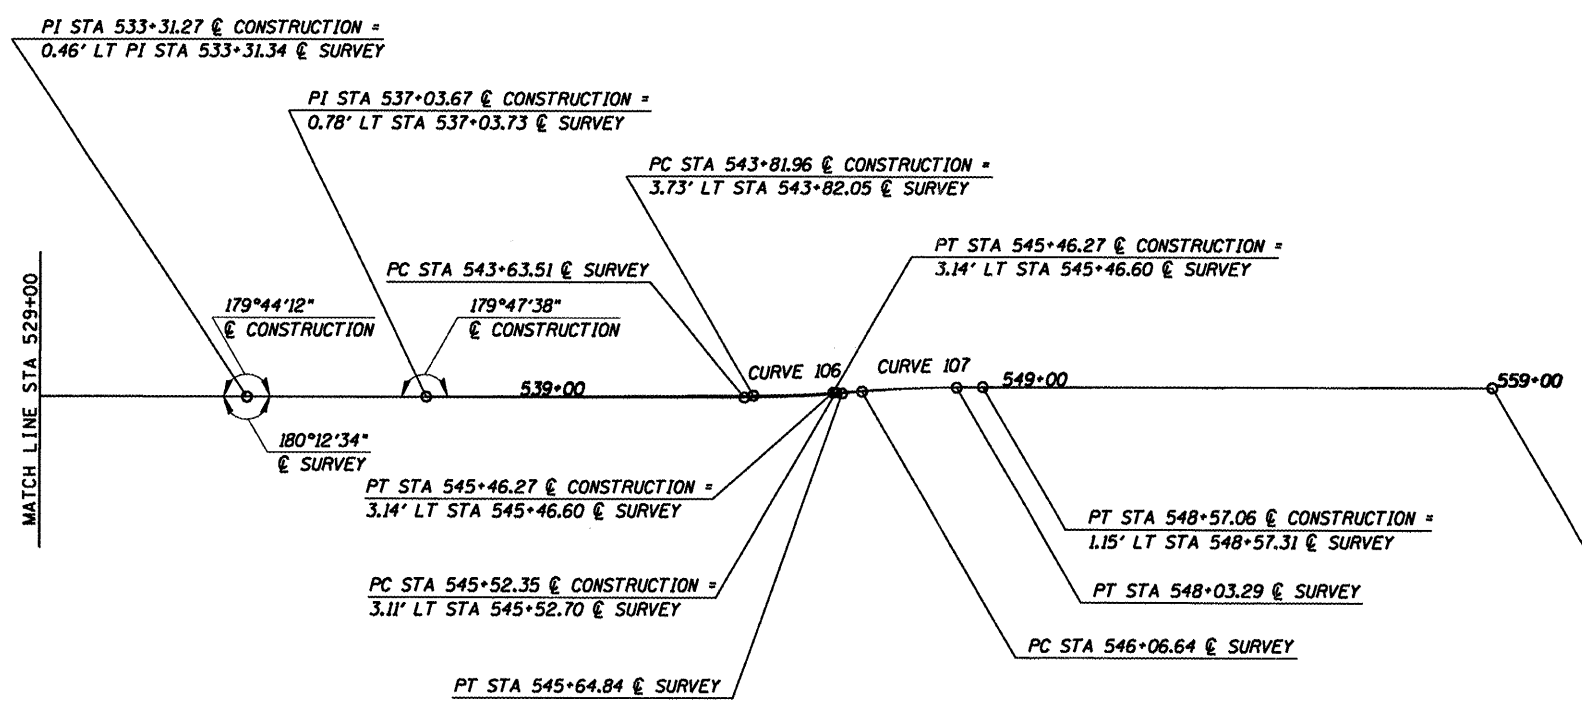 PI STA 533+31.27 ℄ CONSTRUCTION =
0.46' LT PI STA 533+31.34 ℄ SURVEY
PI STA 537+03.67 ℄ CONSTRUCTION =
0.78' LT STA 537+03.73 ℄ SURVEY
PC STA 543+81.96 ℄ CONSTRUCTION =
3.73' LT STA 543+82.05 ℄ SURVEY
PT STA 545+46.27 ℄ CONSTRUCTION =
3.14' LT STA 545+46.60 ℄ SURVEY
PC STA 543+63.51 ℄ SURVEY
179°44'12"
℄ CONSTRUCTION
179°47'38"
℄ CONSTRUCTION
MATCH LINE STA 529+00
CURVE 106
CURVE 107
539+00
549+00
559+00
180°12'34"
℄ SURVEY
PT STA 545+46.27 ℄ CONSTRUCTION =
3.14' LT STA 545+46.60 ℄ SURVEY
PT STA 548+57.06 ℄ CONSTRUCTION =
1.15' LT STA 548+57.31 ℄ SURVEY
PC STA 545+52.35 ℄ CONSTRUCTION =
3.11' LT STA 545+52.70 ℄ SURVEY
PT STA 548+03.29 ℄ SURVEY
PC STA 546+06.64 ℄ SURVEY
PT STA 545+64.84 ℄ SURVEY